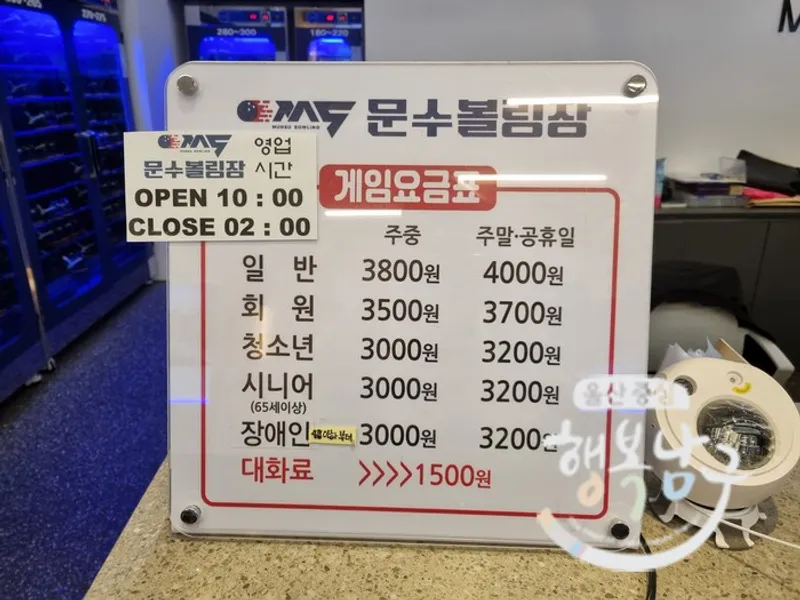 280~300
180~220
MUNSU BOWLING
문수볼링장
문수볼링장
영업
시간
OPEN 10 : 00
CLOSE 02 : 00
게임요금표
주중 주말·공휴일
일 반 3800원 4000원
회 원 3500원 3700원
청소년 3000원 3200원
시니어 3000원 3200원
(65세이상)
장애인 3000원 3200원
대화료 >>>>1500원
울산중심
행복남구